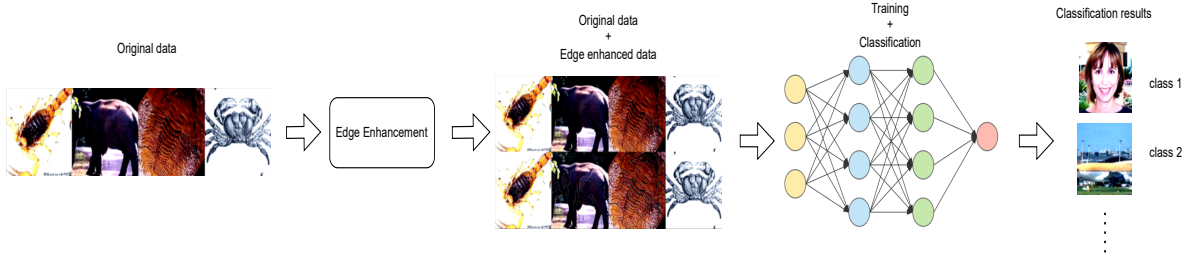 Original data
Edge Enhancement
Original data
+
Edge enhanced data
Training
+
Classification
Classification results
class 1
class 2